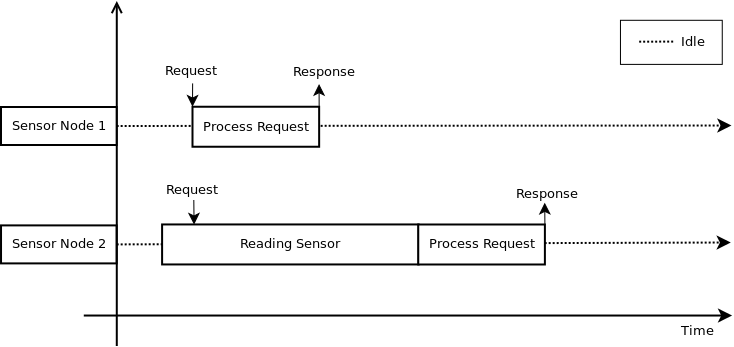 Idle
Request
Response
Sensor Node 1
Process Request
Request
Response
Sensor Node 2
Reading Sensor
Process Request
Time